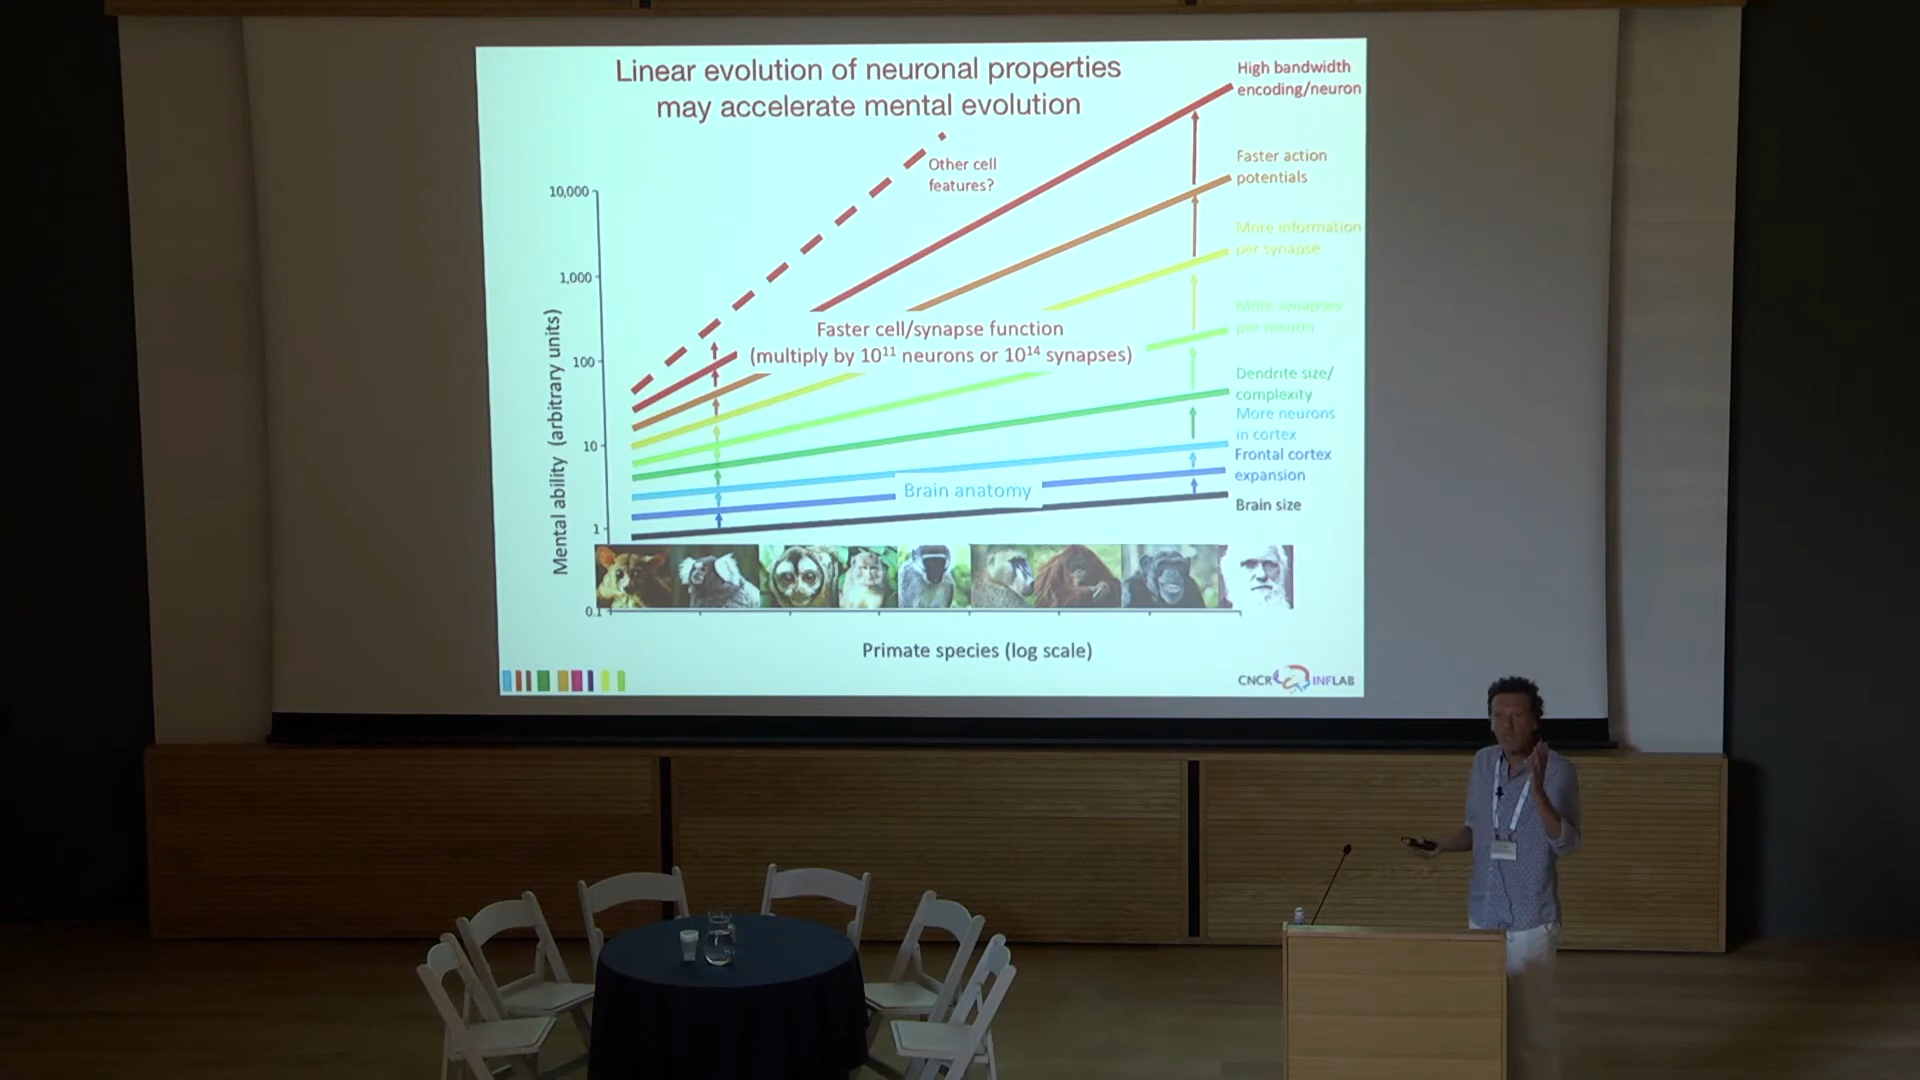 Linear evolution of neuronal properties
may accelerate mental evolution
High bandwidth
encoding/neuron
Other cell
features?
Faster action
potentials
10,000
More information
per synapse
1,000
More synapses
per neuron
Faster cell/synapse function
(multiply by 10¹¹ neurons or 10¹⁴ synapses)
100
Dendrite size/
complexity
More neurons
in cortex
10
Frontal cortex
expansion
Brain anatomy
Brain size
1
0.1
Mental ability (arbitrary units)
Primate species (log scale)
CNCR INFLAB